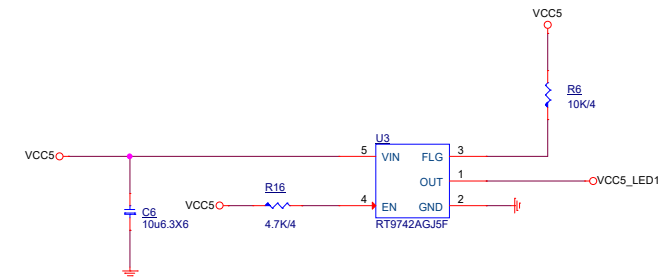 VCC5
R6
10K/4
U3
VCC5
5
VIN
FLG
3
OUT
1
VCC5_LED1
R16
VCC5
4
EN
GND
2
C6
10u6.3X6
4.7K/4
RT9742AGJ5F